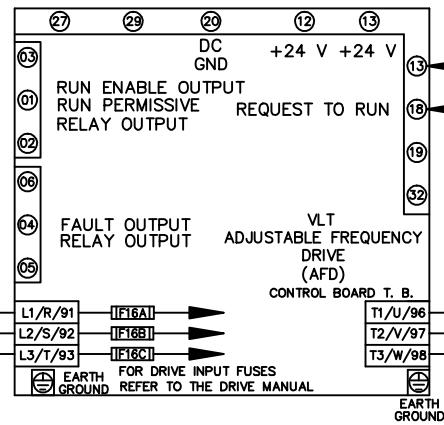 27 29 20 12 13
DC
GND
+24 V +24 V
03
01
02
RUN ENABLE OUTPUT
RUN PERMISSIVE
RELAY OUTPUT
REQUEST TO RUN
13
18
19
32
06
04
05
FAULT OUTPUT
RELAY OUTPUT
VLT
ADJUSTABLE FREQUENCY
DRIVE
(AFD)
CONTROL BOARD T. B.
L1/R/91 F16A T1/U/96
L2/S/92 F16B T2/V/97
L3/T/93 F16C T3/W/98
EARTH
GROUND
FOR DRIVE INPUT FUSES
REFER TO THE DRIVE MANUAL
EARTH
GROUND